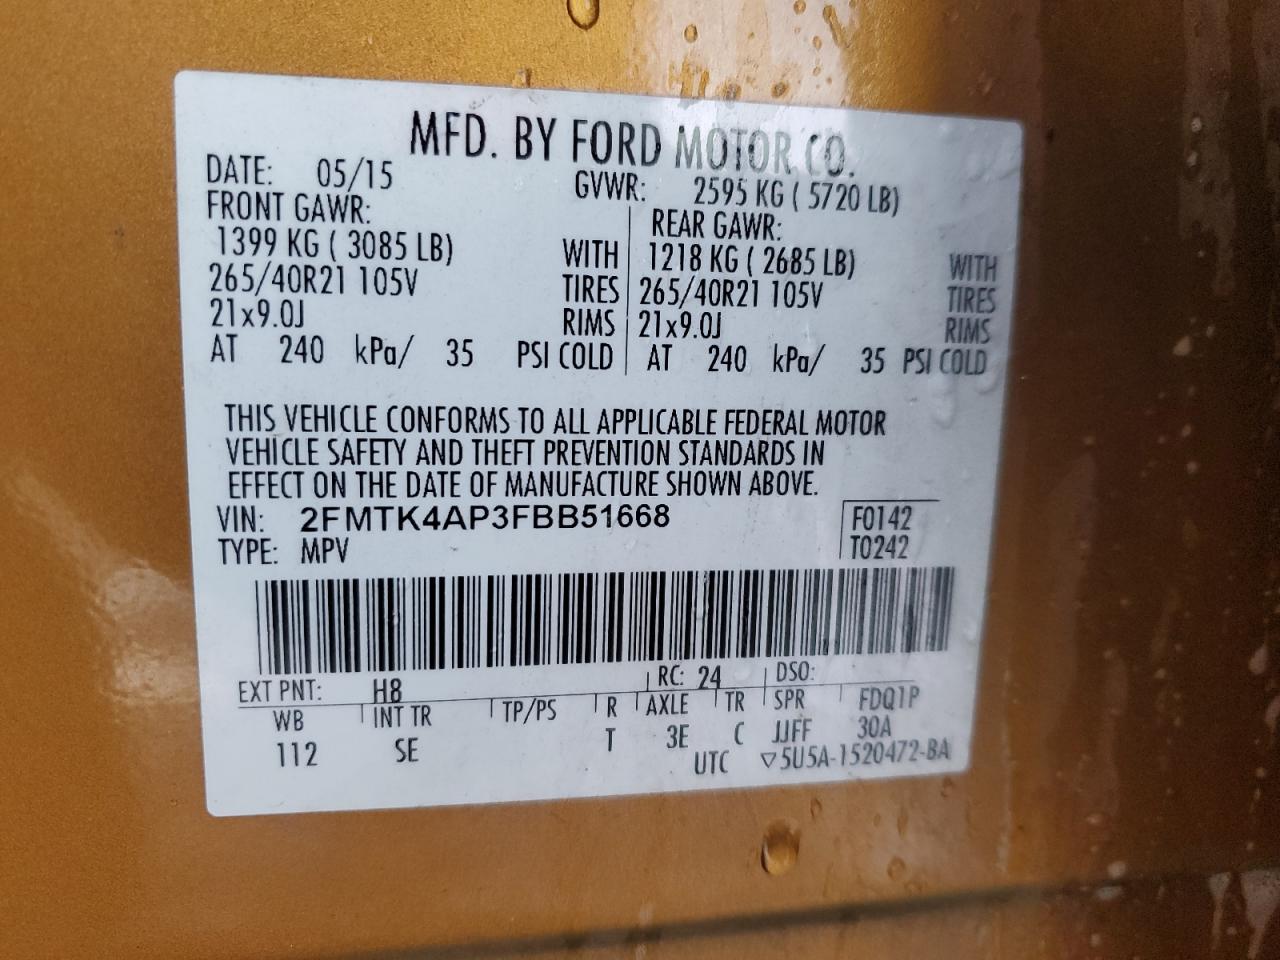 MFD. BY FORD MOTOR CO.
DATE: 05/15 GVWR: 2595 KG ( 5720 LB)
FRONT GAWR: REAR GAWR:
1399 KG ( 3085 LB) WITH 1218 KG ( 2685 LB) WITH
265/40R21 105V TIRES 265/40R21 105V TIRES
21x9.0J RIMS 21x9.0J RIMS
AT 240 kPa/ 35 PSI COLD AT 240 kPa/ 35 PSI COLD
THIS VEHICLE CONFORMS TO ALL APPLICABLE FEDERAL MOTOR
VEHICLE SAFETY AND THEFT PREVENTION STANDARDS IN
EFFECT ON THE DATE OF MANUFACTURE SHOWN ABOVE.
VIN: 2FMTK4AP3FBB51668 F0142
TYPE: MPV T0242
EXT PNT: H8 RC: 24 DSO:
WB INT TR TP/PS R AXLE TR SPR FDQ1P
112 SE T 3E C JJFF 30A
UTC ▽5U5A-1520472-BA